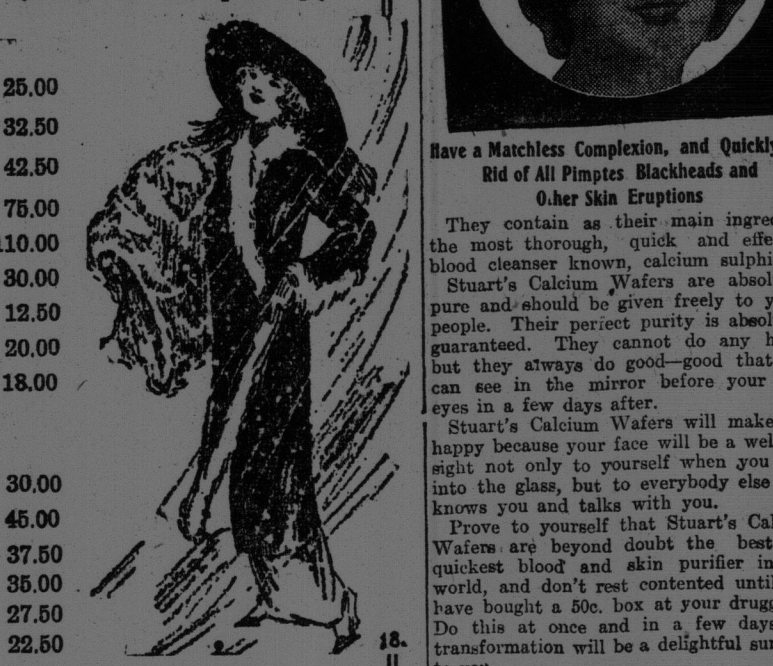 25.00
32.50
42.50
75.00
110.00
30.00
12.50
20.00
18.00
30.00
45.00
37.50
35.00
27.50
22.50
18.
Have a Matchless Complexion, and Quickly
Rid of All Pimptes Blackheads and
O.her Skin Eruptions
They contain as their main ingred
the most thorough, quick and effe
blood cleanser known, calcium sulphi
Stuart's Calcium Wafers are absol
pure and should be given freely to y
people. Their perfect purity is absol
guaranteed. They cannot do any h
but they always do good—good that
can see in the mirror before your
eyes in a few days after.
Stuart's Calcium Wafers will make
happy because your face will be a wel
sight not only to yourself when you
into the glass, but to everybody else
knows you and talks with you.
Prove to yourself that Stuart's Cal
Wafers are beyond doubt the best
quickest blood and skin purifier in
world, and don't rest contented until
have bought a 50c. box at your drugg
Do this at once and in a few days
transformation will be a delightful sur